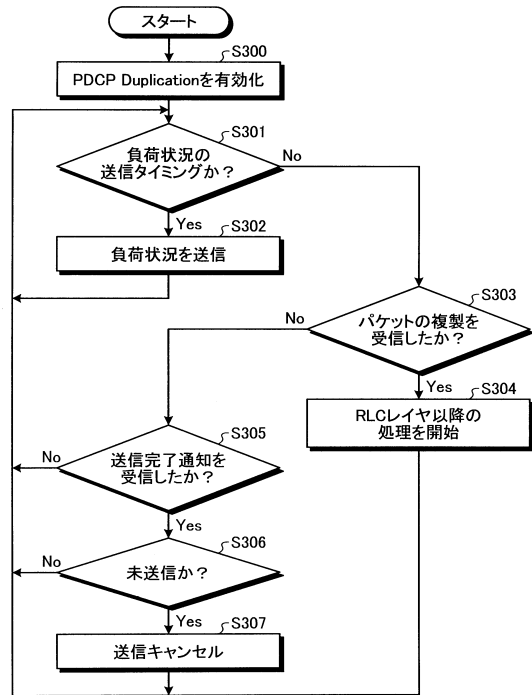 スタート
S300
PDCP Duplicationを有効化
S301
負荷状況の
送信タイミングか?
No
Yes
S302
負荷状況を送信
S303
パケットの複製を
受信したか?
No
Yes
S304
RLCレイヤ以降の
処理を開始
S305
送信完了通知を
受信したか?
No
Yes
S306
未送信か?
No
Yes
S307
送信キャンセル